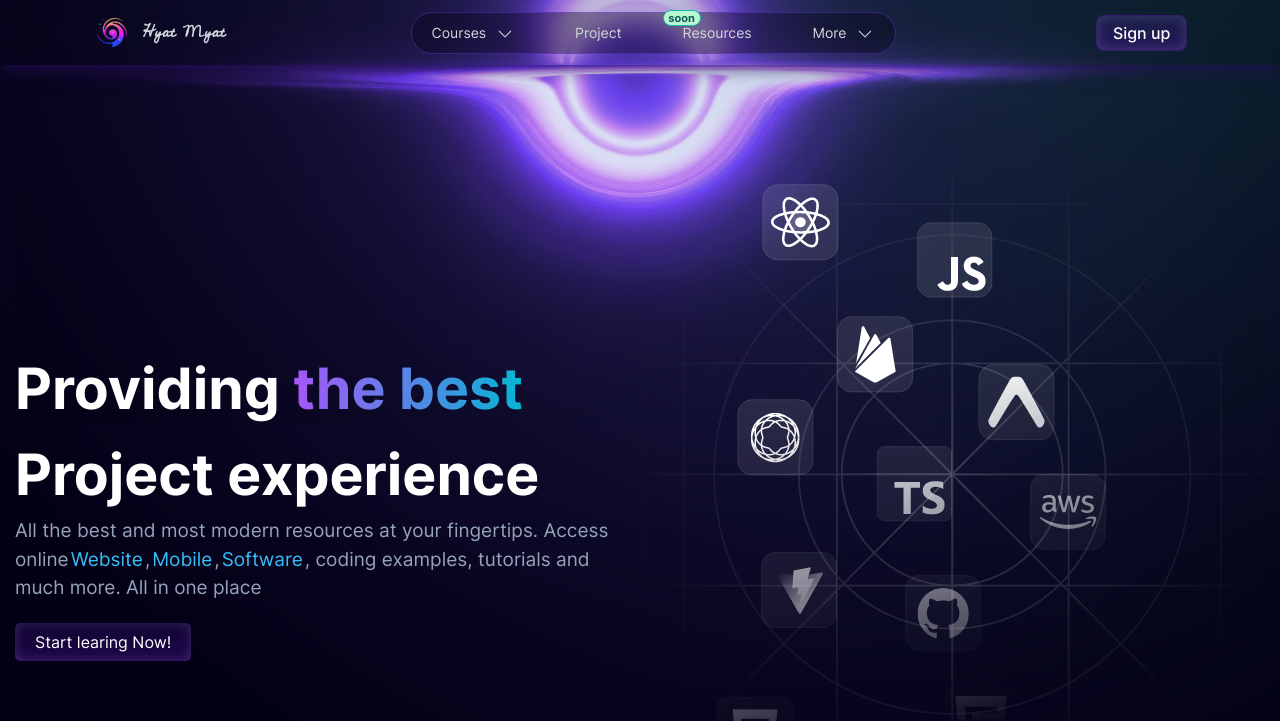 Hyat Myat
Courses
Project
soon
Resources
More
Sign up
Providing the best
Project experience
All the best and most modern resources at your fingertips. Access
online Website , Mobile , Software , coding examples, tutorials and
much more. All in one place
Start learing Now!
JS
TS
aws